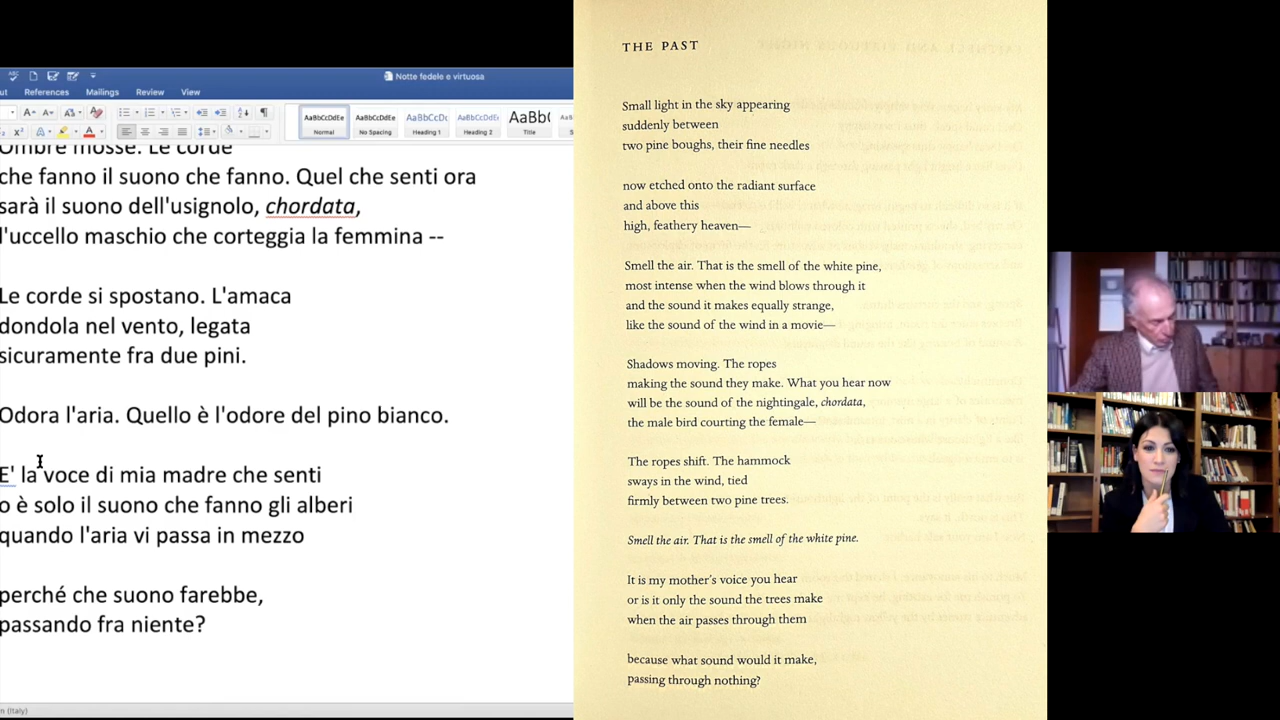 Notte fedele e virtuosa
References Mailings Review View
AaBbCcDdEe AaBbCcDdEe AaBbCcDc AaBbCcDdE AaBb(
Normal No Spacing Heading 1 Heading 2 Title
Ombre mosse. Le corde
che fanno il suono che fanno. Quel che senti ora
sarà il suono dell'usignolo, chordata,
l'uccello maschio che corteggia la femmina --
Le corde si spostano. L'amaca
dondola nel vento, legata
sicuramente fra due pini.
Odora l'aria. Quello è l'odore del pino bianco.
E' la voce di mia madre che senti
o è solo il suono che fanno gli alberi
quando l'aria vi passa in mezzo
perché che suono farebbe,
passando fra niente?
(Italy)
THE PAST
Small light in the sky appearing
suddenly between
two pine boughs, their fine needles
now etched onto the radiant surface
and above this
high, feathery heaven—
Smell the air. That is the smell of the white pine,
most intense when the wind blows through it
and the sound it makes equally strange,
like the sound of the wind in a movie—
Shadows moving. The ropes
making the sound they make. What you hear now
will be the sound of the nightingale, chordata,
the male bird courting the female—
The ropes shift. The hammock
sways in the wind, tied
firmly between two pine trees.
Smell the air. That is the smell of the white pine.
It is my mother's voice you hear
or is it only the sound the trees make
when the air passes through them
because what sound would it make,
passing through nothing?